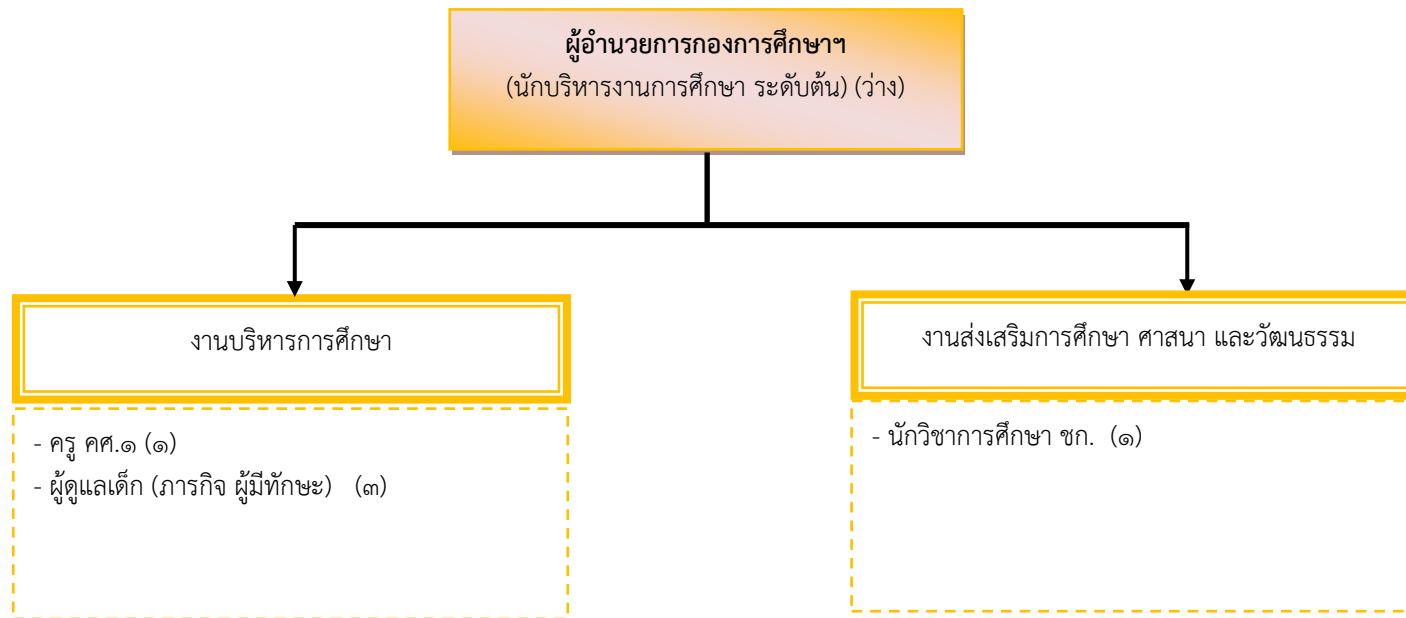 ผู้อำนวยการกองการศึกษาฯ
(นักบริหารงานการศึกษา ระดับต้น) (ว่าง)
งานบริหารการศึกษา
- ครู คศ.๑ (๑)
- ผู้ดูแลเด็ก (ภารกิจ ผู้มีทักษะ) (๓)
งานส่งเสริมการศึกษา ศาสนา และวัฒนธรรม
- นักวิชาการศึกษา ชก. (๑)